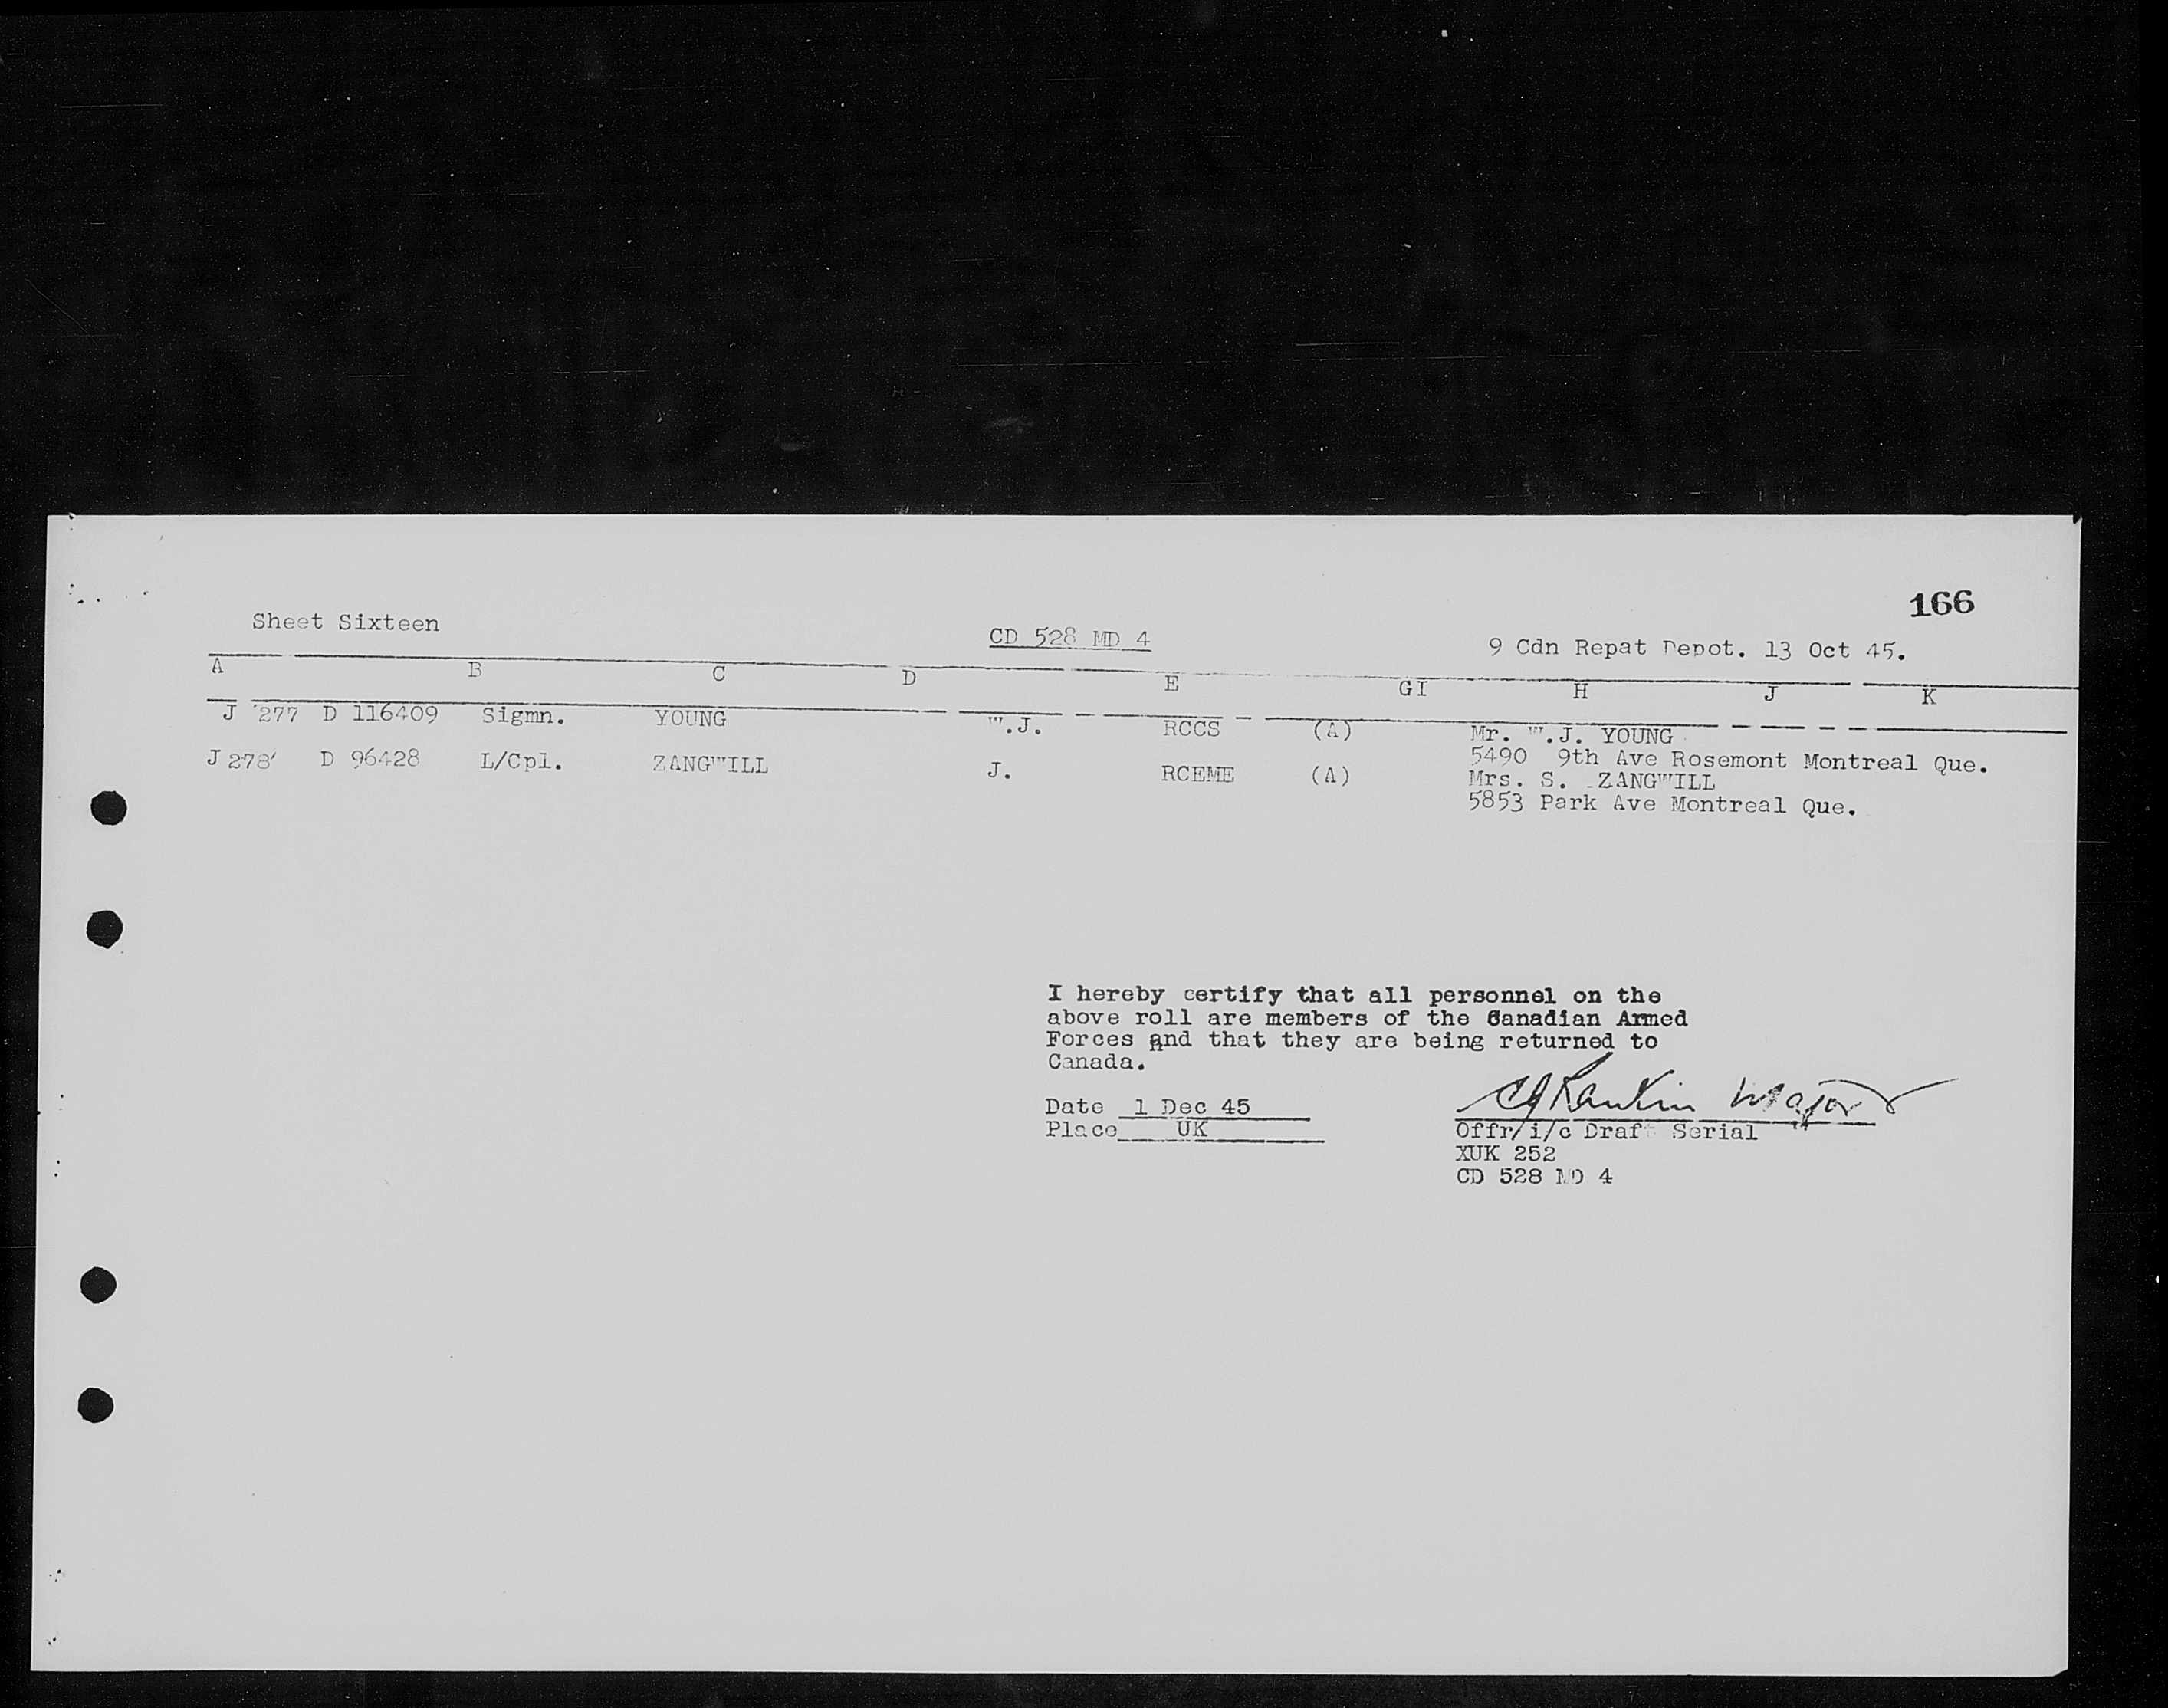 166
Sheet Sixteen
CD 528 MD 4
9 Cdn Repat Depot. 13 Oct 45.
A B C D E GI H J K
J 277 D 116409 Sigmn. YOUNG W.J. RCCS (A) Mr. W.J. YOUNG
5490 9th Ave Rosemont Montreal Que.
J 278 D 96428 L/Cpl. ZANGWILL J. RCEME (A) Mrs. S. ZANGWILL
5853 Park Ave Montreal Que.
I hereby certify that all personnel on the
above roll are members of the Canadian Armed
Forces and that they are being returned to
Canada.
Date 1 Dec 45
Place UK
Rankin Major
Offr/i/c Draft Serial
XUK 252
CD 528 MD 4